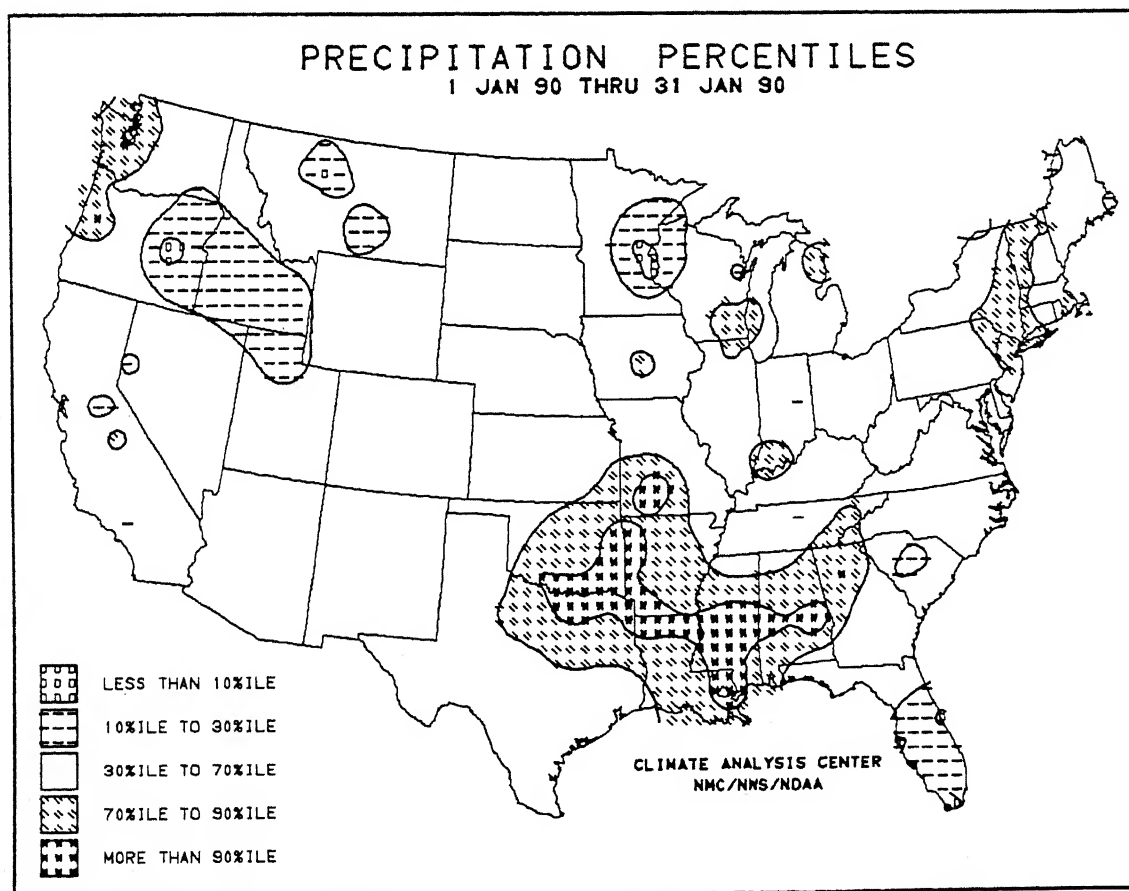 PRECIPITATION PERCENTILES
1 JAN 90 THRU 31 JAN 90
LESS THAN 10%ILE
10%ILE TO 30%ILE
30%ILE TO 70%ILE
70%ILE TO 90%ILE
MORE THAN 90%ILE
CLIMATE ANALYSIS CENTER
NMC/NWS/NOAA